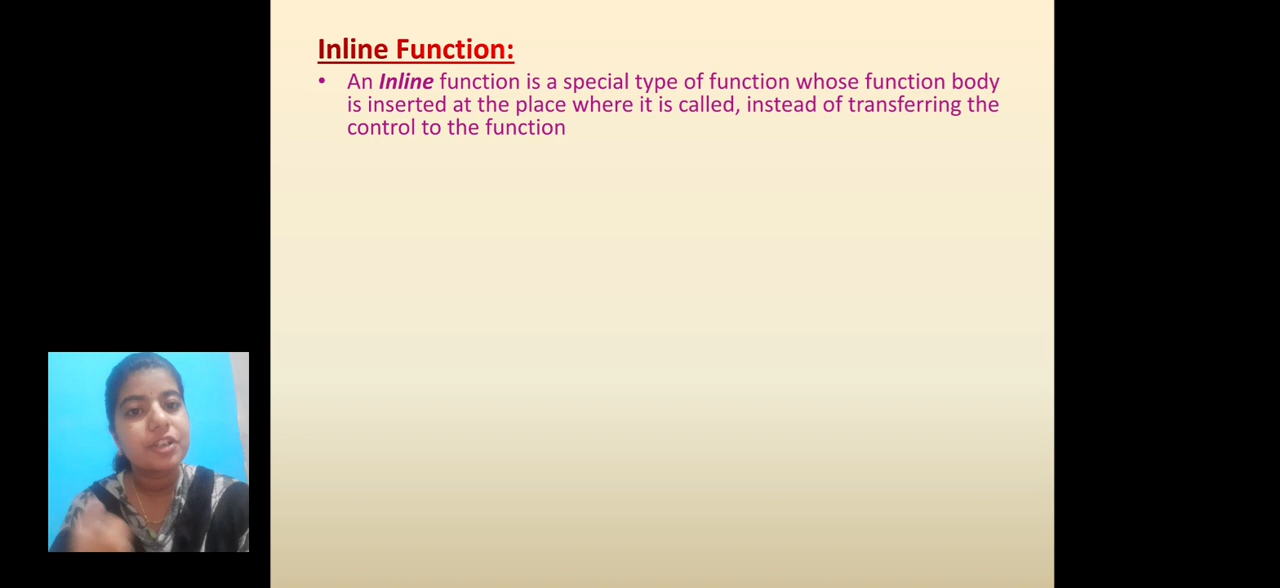 Inline Function:
• An Inline function is a special type of function whose function body
is inserted at the place where it is called, instead of transferring the
control to the function